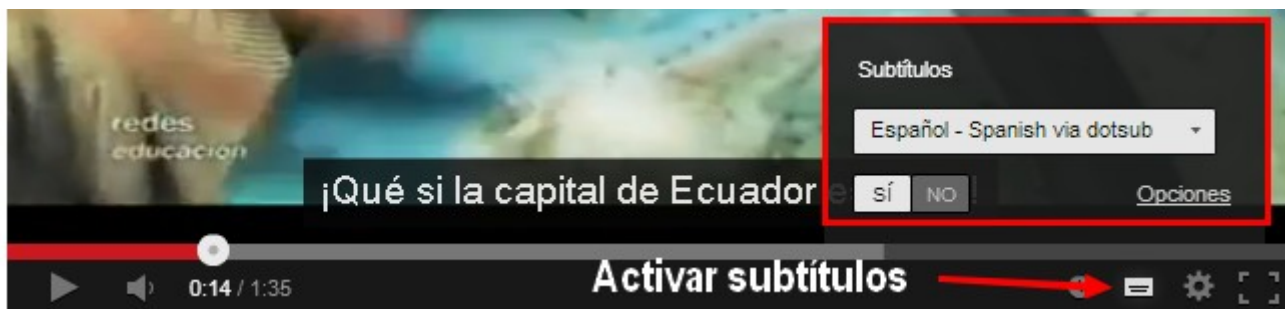 redes
educación
Subtítulos
Español - Spanish via dotsub
¡Qué si la capital de Ecuador
SÍ NO Opciones
Activar subtítulos
0:14 / 1:35